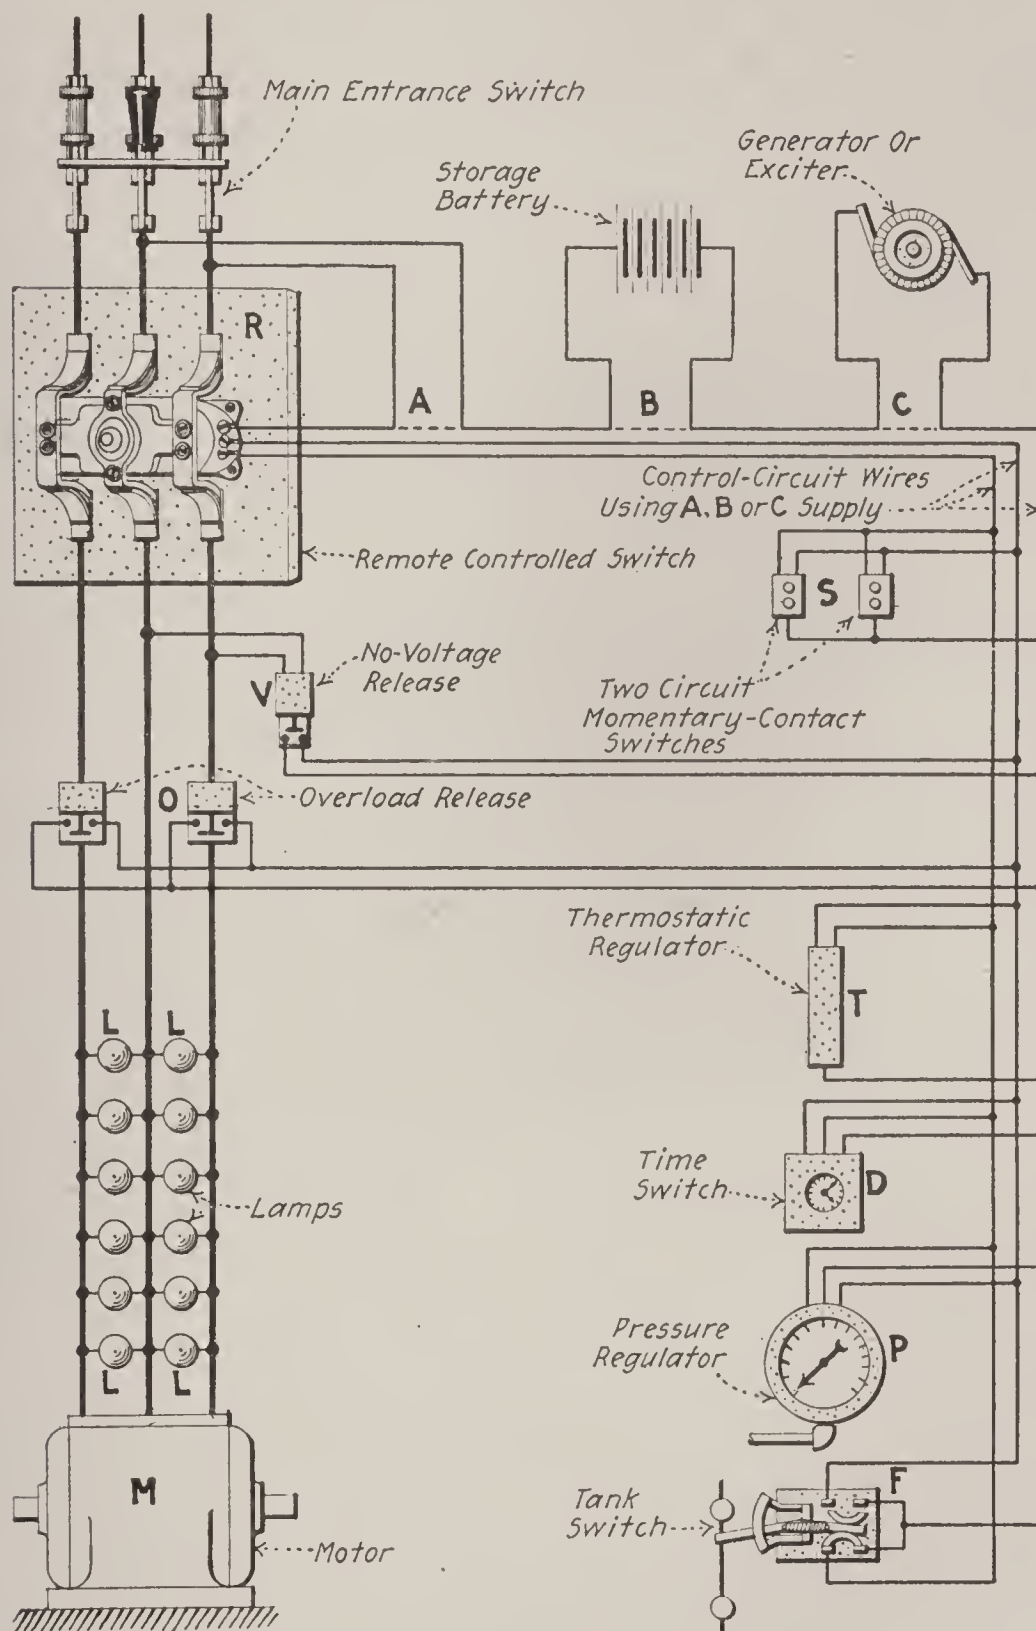 Main Entrance Switch
Generator Or
Exciter
Storage
Battery
R
A
B
C
Control-Circuit Wires
Using A, B or C Supply
Remote Controlled Switch
S
No-Voltage
Release
V
Two Circuit
Momentary-Contact
Switches
O
Overload Release
Thermostatic
Regulator
T
L
L
Time
Switch
D
Lamps
Pressure
Regulator
P
L
L
M
F
Tank
Switch
Motor